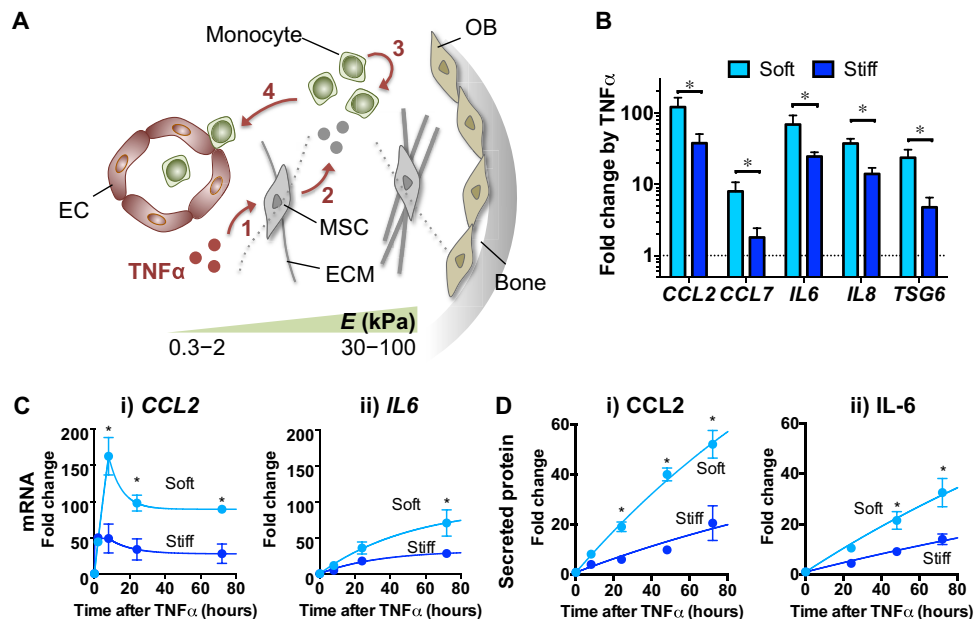 A
Monocyte
3
OB
4
EC
1
2
MSC
TNFα
ECM
Bone
E (kPa)
0.3–2
30–100
B
Soft
Stiff
Fold change by TNFα
100
10
1
*
*
*
*
*
CCL2
CCL7
IL6
IL8
TSG6
C
i) CCL2
mRNA
Fold change
200
150
100
50
0
*
*
*
Soft
Stiff
0
20
40
60
80
Time after TNFα (hours)
ii) IL6
Fold change
200
150
100
50
0
*
Soft
Stiff
0
20
40
60
80
Time after TNFα (hours)
D
i) CCL2
Secreted protein
Fold change
60
40
20
0
*
*
*
Soft
Stiff
0
20
40
60
80
Time after TNFα (hours)
ii) IL-6
Fold change
60
40
20
0
*
*
Soft
Stiff
0
20
40
60
80
Time after TNFα (hours)